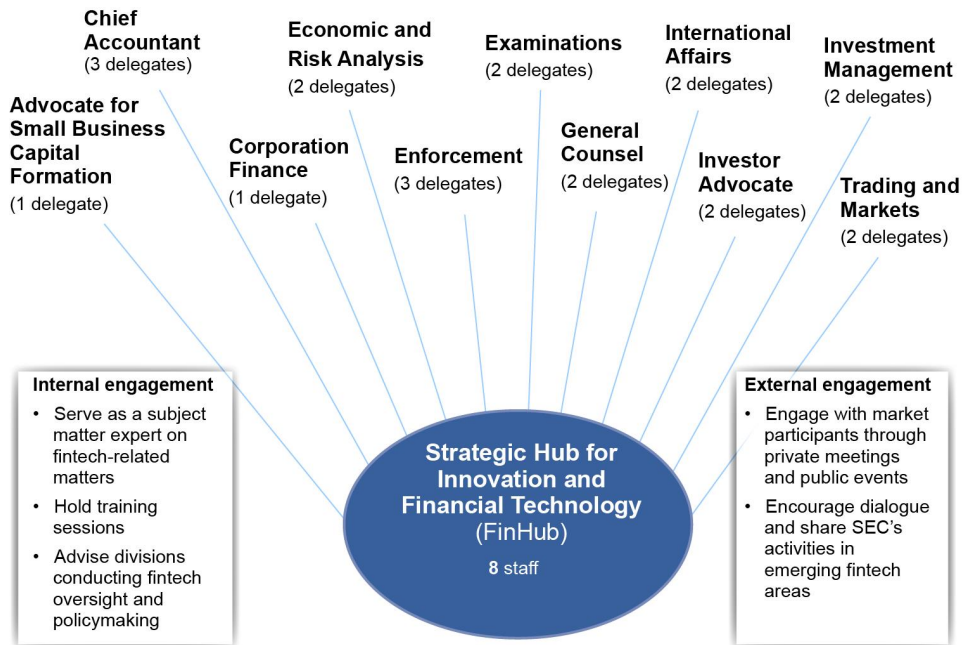 Chief
Accountant
(3 delegates)
Economic and
Risk Analysis
(2 delegates)
Examinations
(2 delegates)
International
Affairs
(2 delegates)
Investment
Management
(2 delegates)
Advocate for
Small Business
Capital
Formation
(1 delegate)
Corporation
Finance
(1 delegate)
Enforcement
(3 delegates)
General
Counsel
(2 delegates)
Investor
Advocate
(2 delegates)
Trading and
Markets
(2 delegates)
Internal engagement
• Serve as a subject
matter expert on
fintech-related
matters
• Hold training
sessions
• Advise divisions
conducting fintech
oversight and
policymaking
Strategic Hub for
Innovation and
Financial Technology
(FinHub)
8 staff
External engagement
• Engage with market
participants through
private meetings
and public events
• Encourage dialogue
and share SEC’s
activities in
emerging fintech
areas